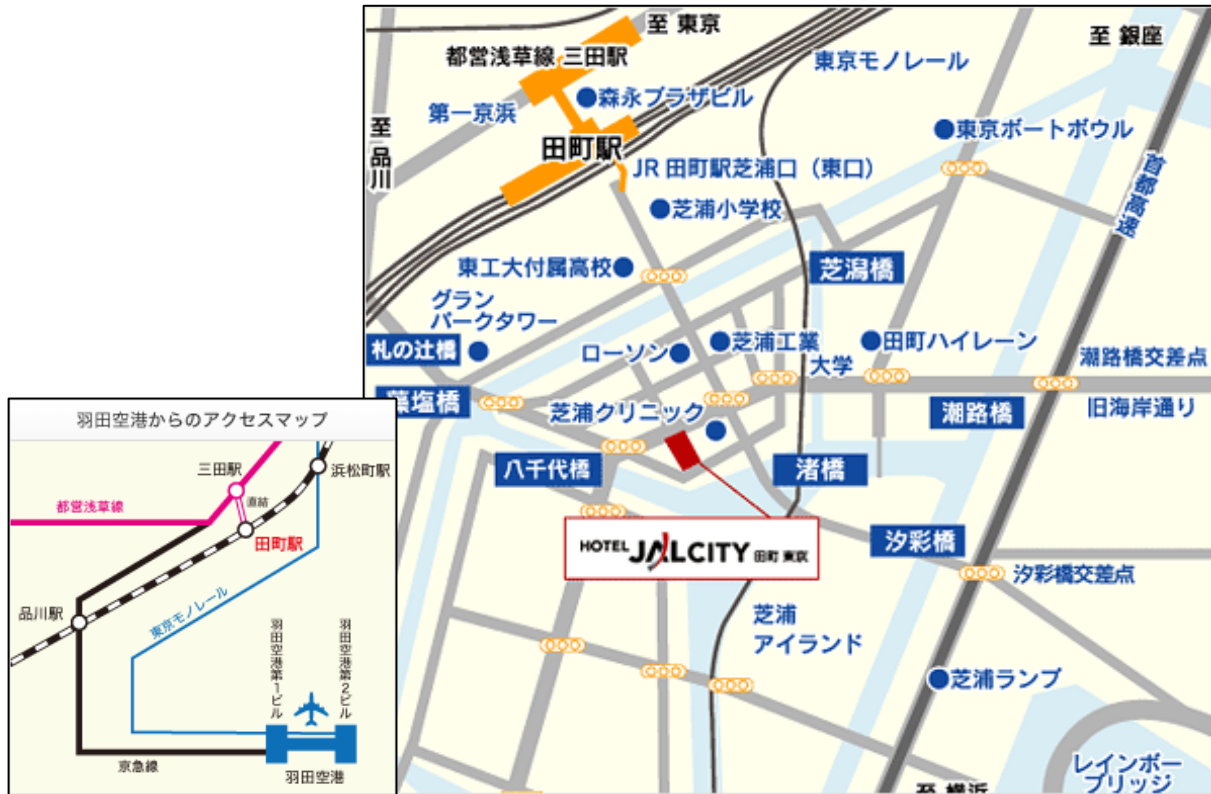 至 東京
都営浅草線 三田駅
森永プラザビル
第一京浜
至 品川
田町駅
JR 田町駅芝浦口（東口）
芝浦小学校
東京モノレール
至 銀座
東京ポートボウル
首都高速
東工大付属高校
芝潟橋
グラン
パークタワー
札の辻橋
ローソン
芝浦工業
大学
田町ハイレーン
潮路橋交差点
藻塩橋
芝浦クリニック
潮路橋
旧海岸通り
八千代橋
渚橋
HOTEL JALCITY 田町 東京
汐彩橋
汐彩橋交差点
芝浦
アイランド
芝浦ランプ
レインボー
ブリッジ
至 横浜
羽田空港からのアクセスマップ
三田駅
浜松町駅
都営浅草線
直結
田町駅
品川駅
東京モノレール
羽田空港第1ビル
羽田空港第2ビル
京急線
羽田空港